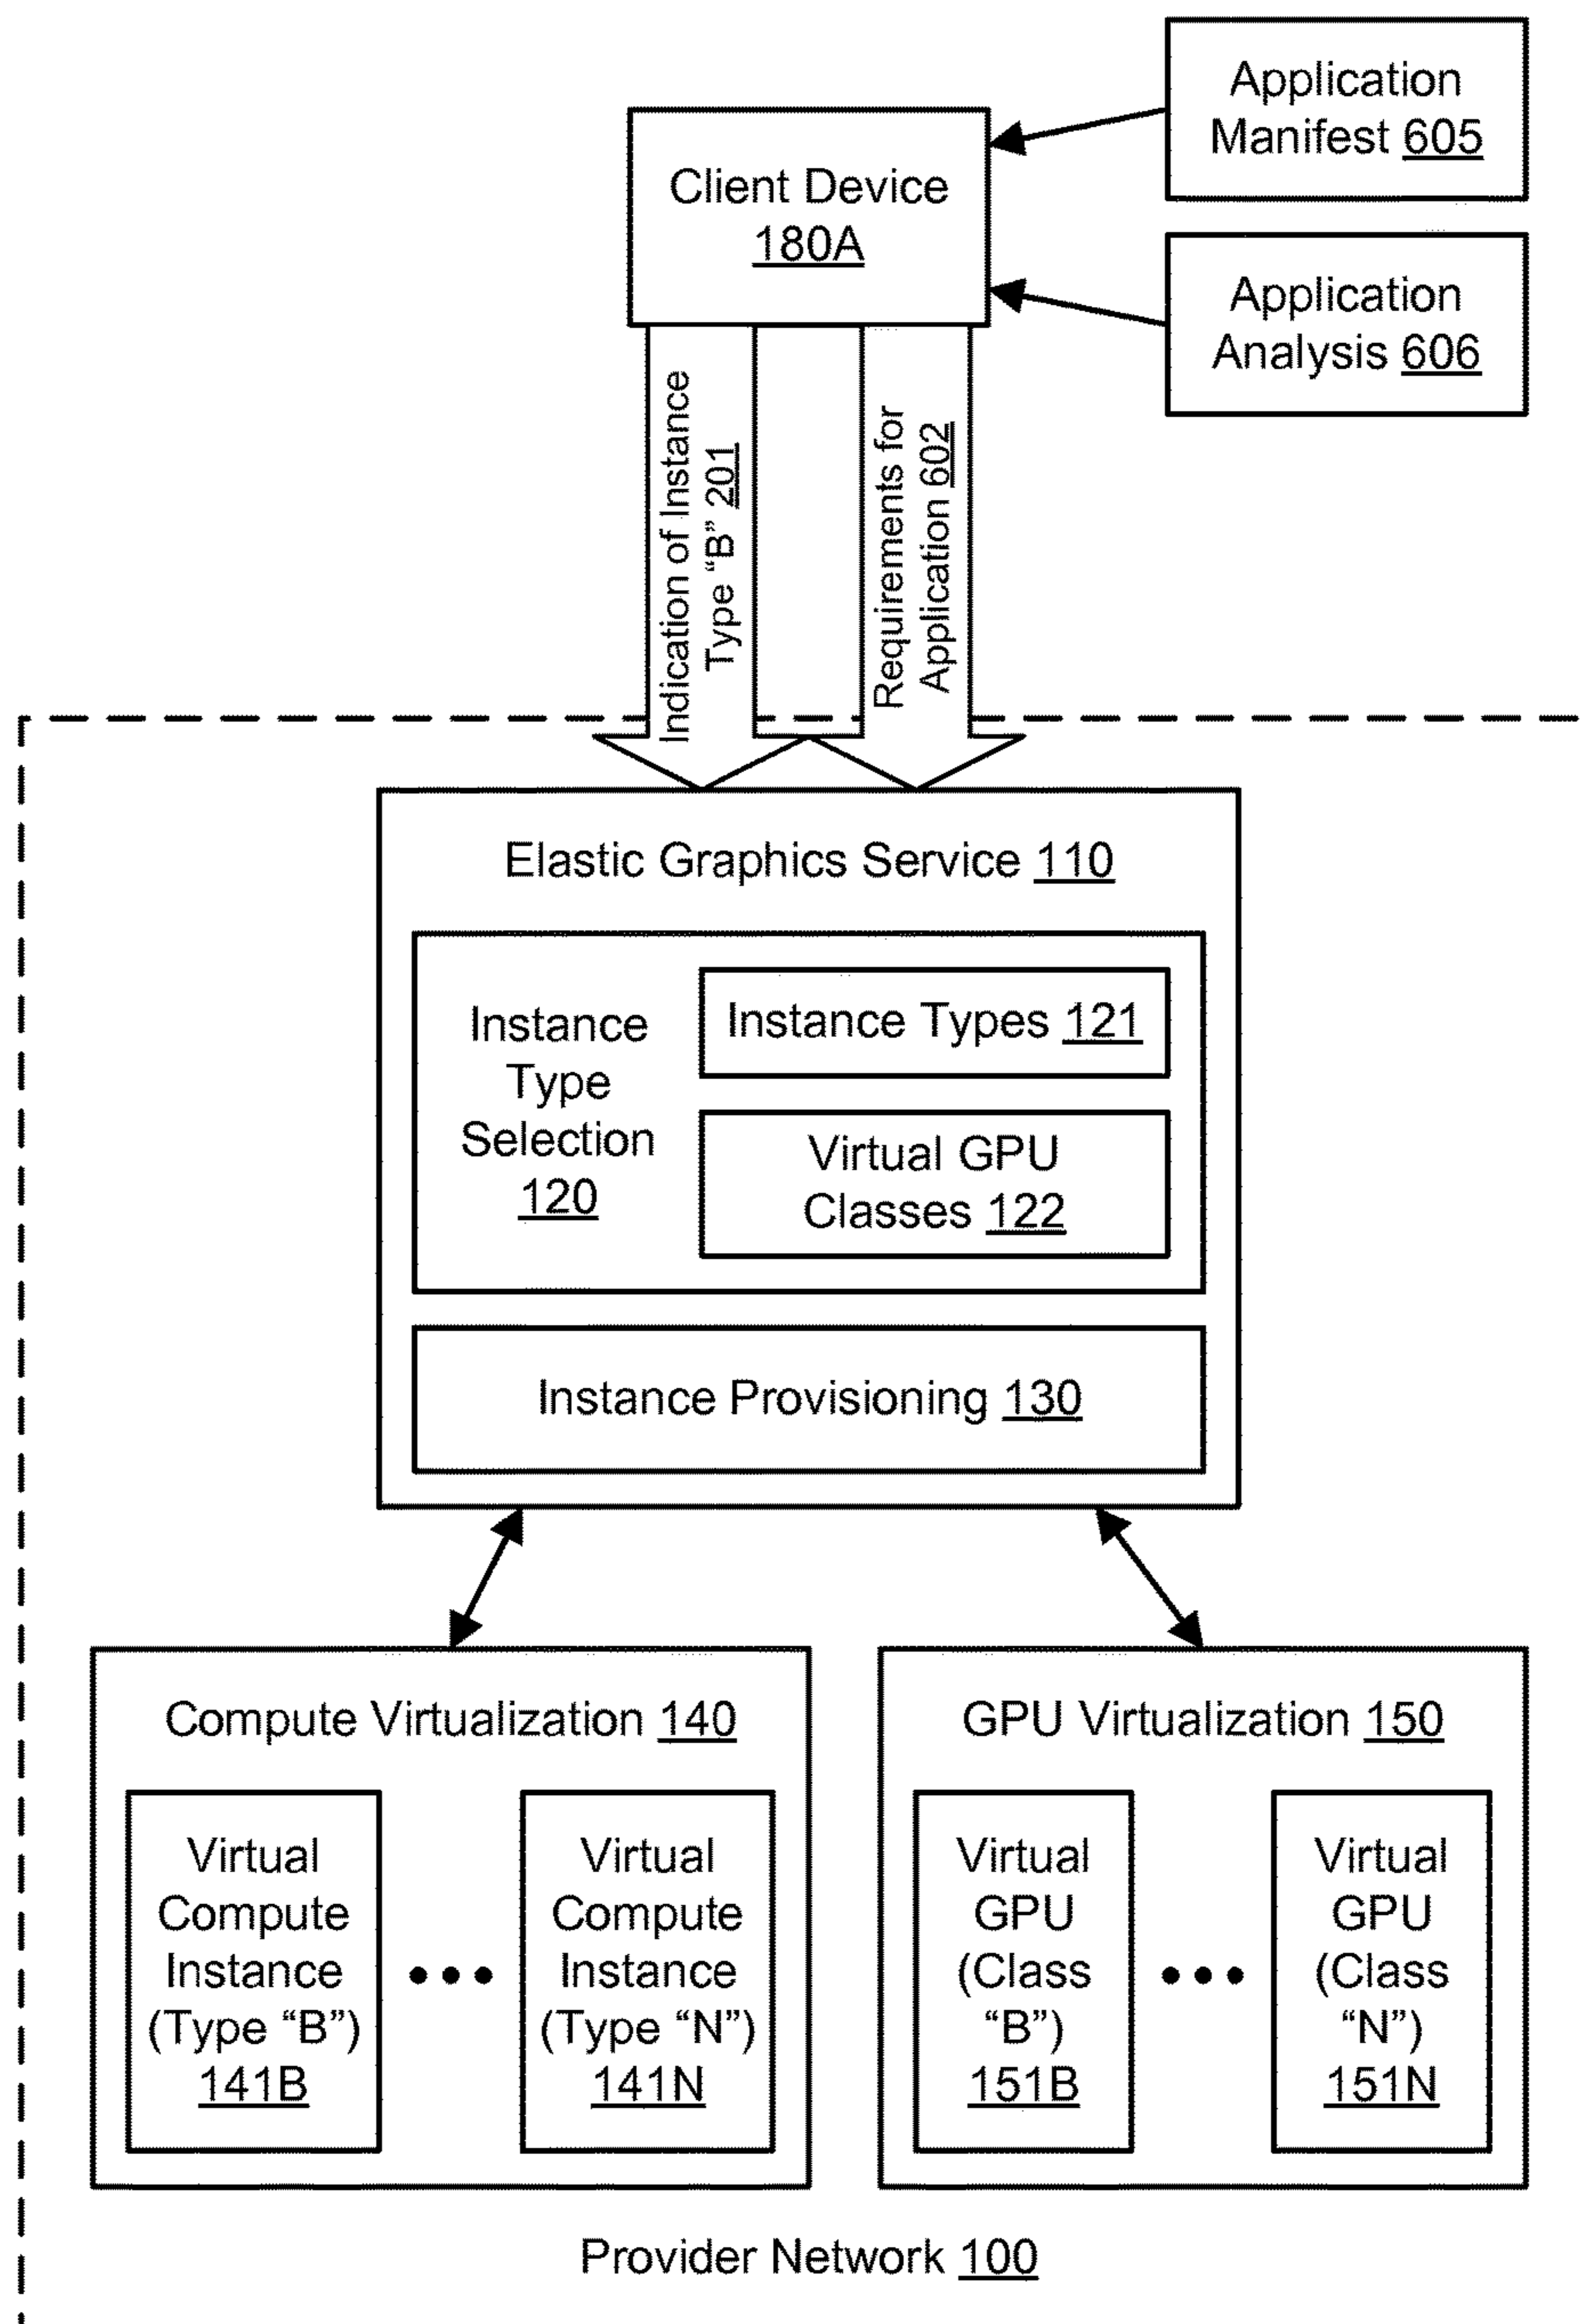 Application
Manifest 605
Client Device
180A
Application
Analysis 606
Indication of Instance
Type “B” 201
Requirements for
Application 602
Elastic Graphics Service 110
Instance
Type
Selection
120
Instance Types 121
Virtual GPU
Classes 122
Instance Provisioning 130
Compute Virtualization 140
Virtual
Compute
Instance
(Type “B”)
141B
Virtual
Compute
Instance
(Type “N”)
141N
GPU Virtualization 150
Virtual
GPU
(Class
“B”)
151B
Virtual
GPU
(Class
“N”)
151N
Provider Network 100